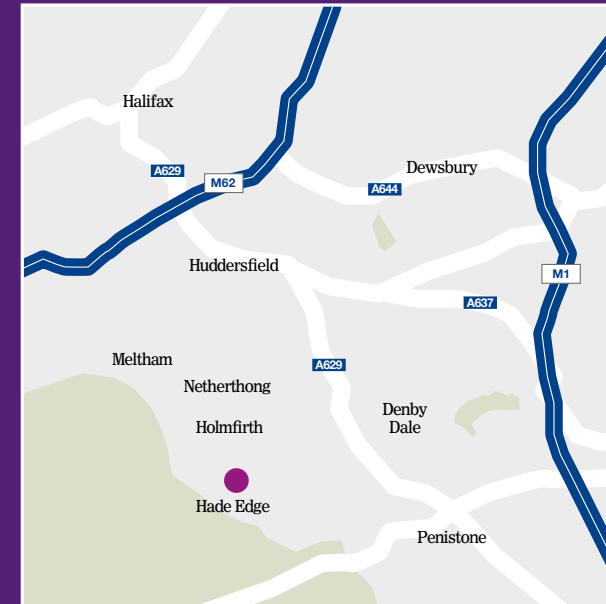 Halifax
A629
M62
Dewsbury
A644
Huddersfield
M1
A637
Meltham
A629
Netherthong
Denby
Dale
Holmfirth
Hade Edge
Penistone